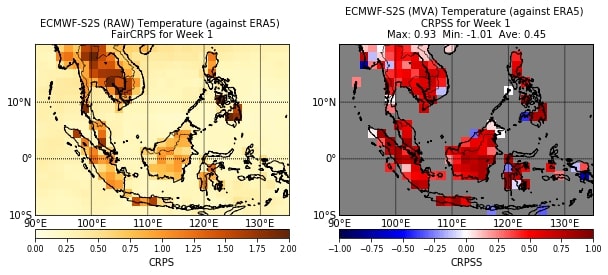 ECMWF-S2S (RAW) Temperature (against ERA5)
FairCRPS for Week 1
10°N
0°
10°S
90°E 100°E 110°E 120°E 130°E
0.00 0.25 0.50 0.75 1.00 1.25 1.50 1.75 2.00
CRPS
ECMWF-S2S (MVA) Temperature (against ERA5)
CRPSS for Week 1
Max: 0.93 Min: -1.01 Ave: 0.45
10°N
0°
10°S
90°E 100°E 110°E 120°E 130°E
−1.00 −0.75 −0.50 −0.25 0.00 0.25 0.50 0.75 1.00
CRPSS